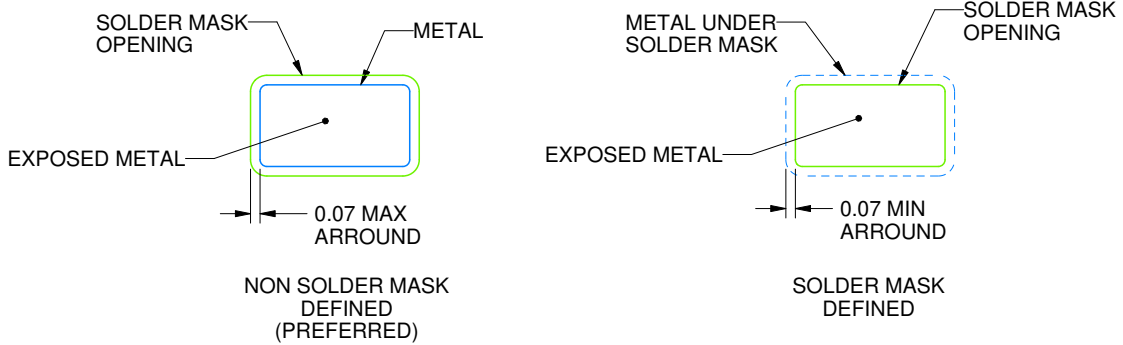 SOLDER MASK
OPENING
METAL
EXPOSED METAL
0.07 MAX
ARROUND
NON SOLDER MASK
DEFINED
(PREFERRED)
METAL UNDER
SOLDER MASK
SOLDER MASK
OPENING
EXPOSED METAL
0.07 MIN
ARROUND
SOLDER MASK
DEFINED